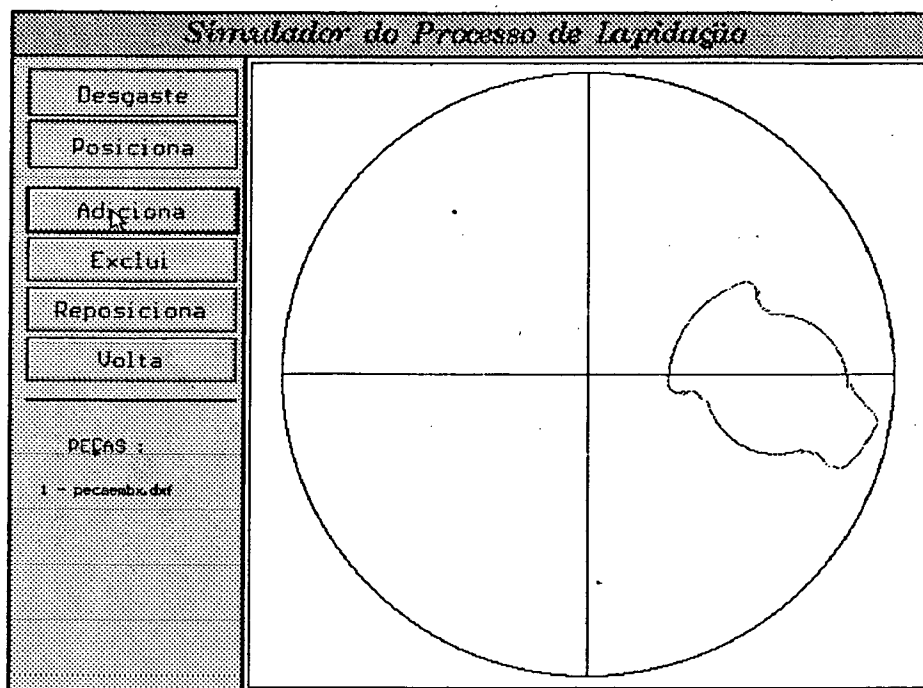 Simulador do Processo de Lapidação
Desgaste
Posiciona
Adiciona
Exclui
Reposiciona
Volta
PEÇAS :
1 - pecaembx.dxf